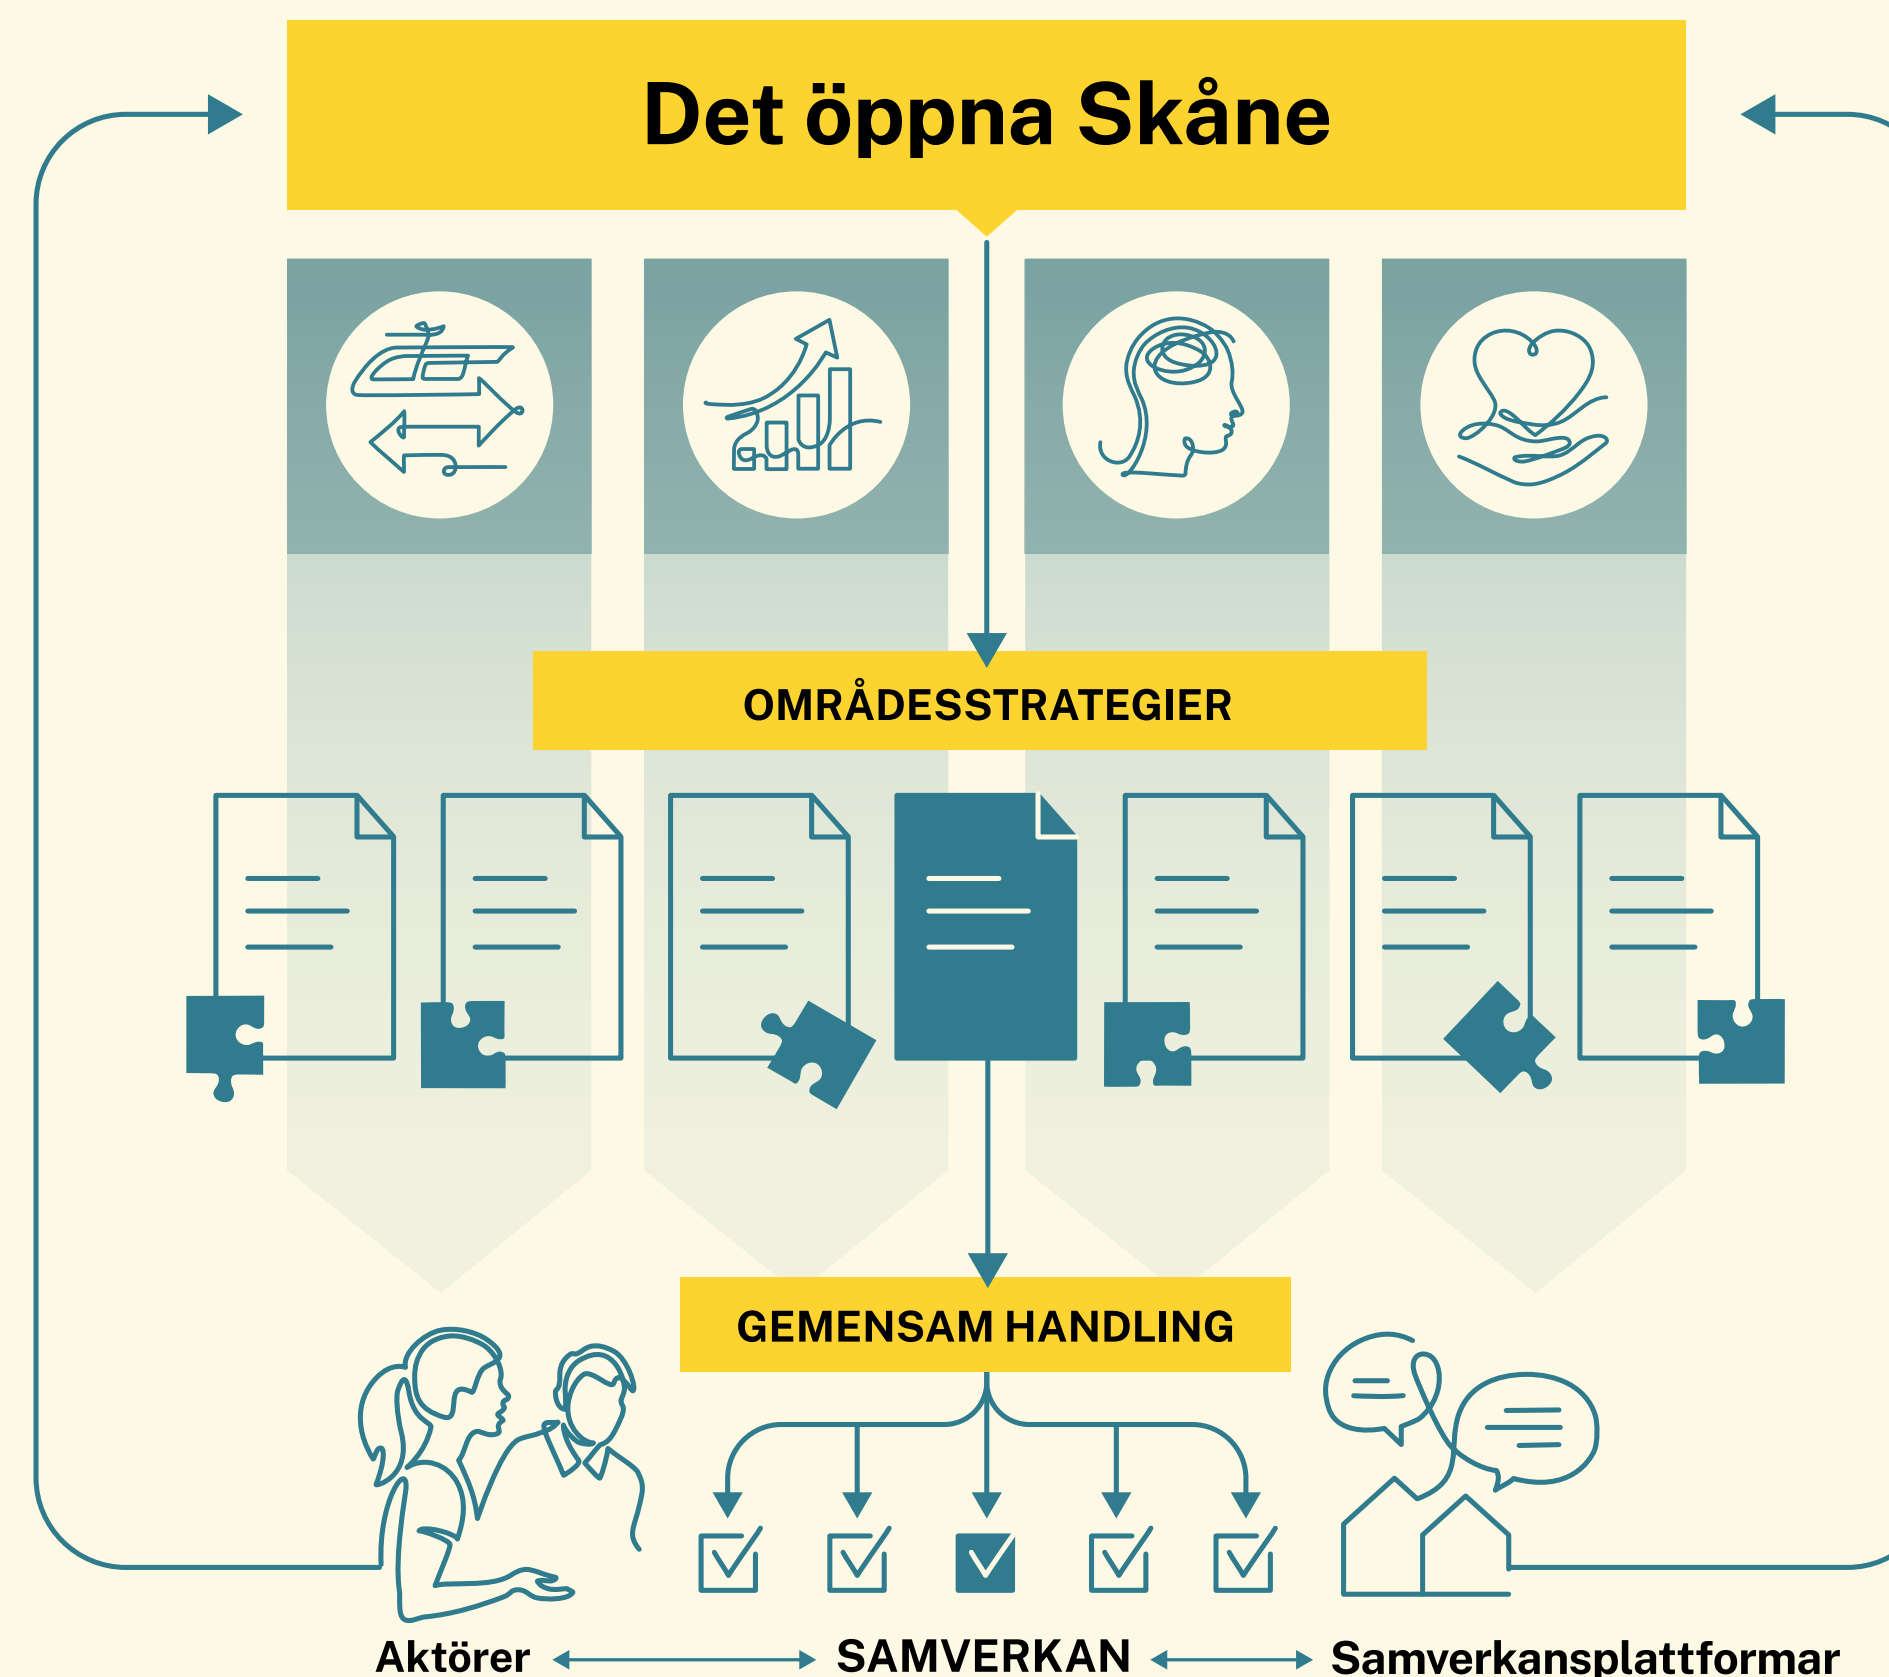 Det öppna Skåne
OMRÅDESSTRATEGIER
GEMENSAM HANDLING
Aktörer SAMVERKAN Samverkansplattformar